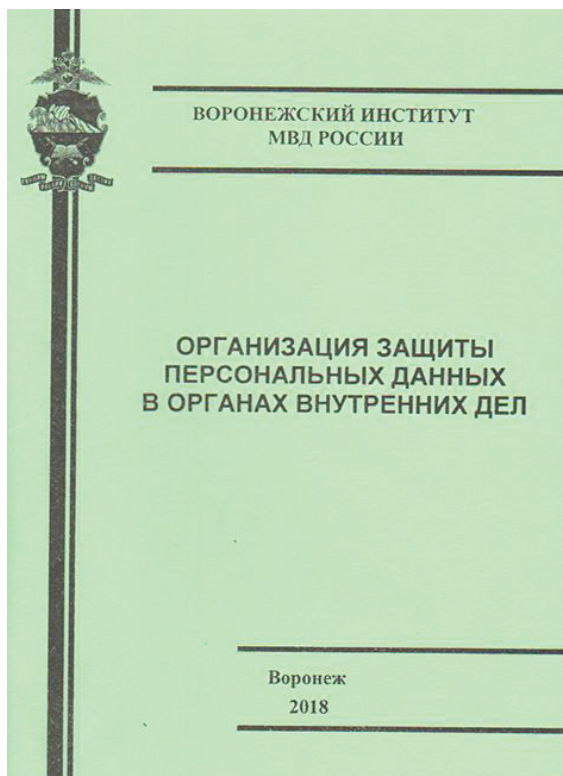 ВОРОНЕЖСКИЙ ИНСТИТУТ
МВД РОССИИ
ОРГАНИЗАЦИЯ ЗАЩИТЫ
ПЕРСОНАЛЬНЫХ ДАННЫХ
В ОРГАНАХ ВНУТРЕННИХ ДЕЛ
Воронеж
2018